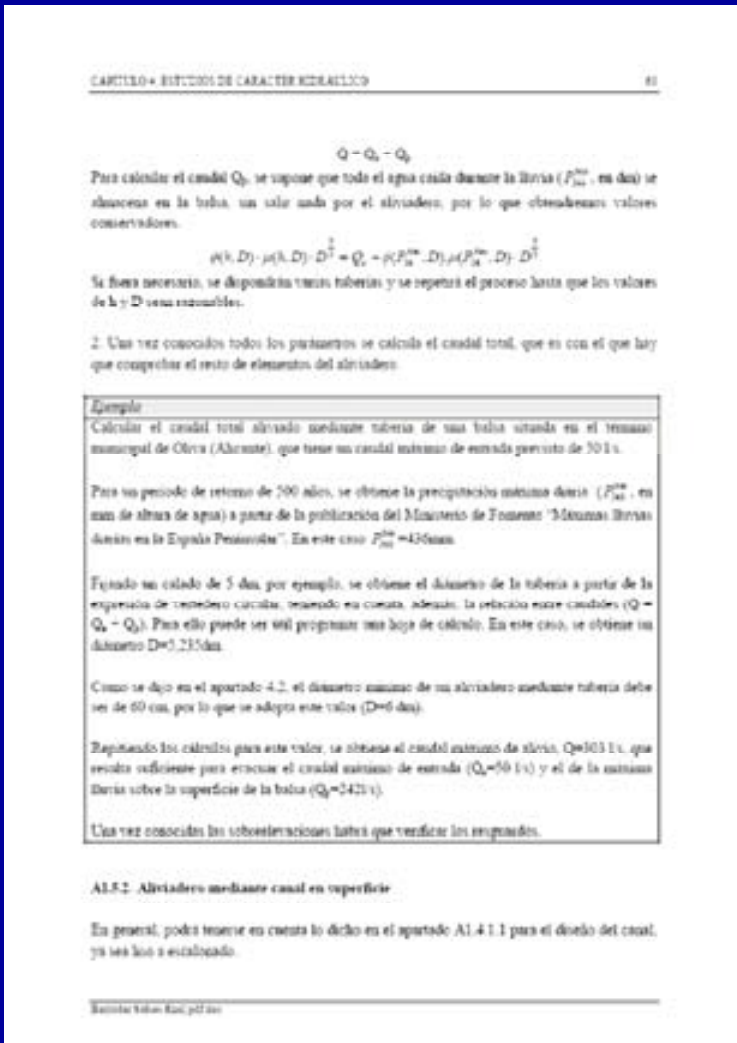 CAPÍTULO 4. ESTUDIOS DE CARÁCTER HIDRÁULICO 61
Q = Qe + Qp
Para calcular el caudal Qp, se supone que toda el agua caída durante la lluvia ( , en dm) se
almacena en la balsa, sin salir nada por el aliviadero, por lo que obtendremos valores
conservadores.
Si fuera necesario, se dispondrán varias tuberías y se repetirá el proceso hasta que los valores
de h y D sean razonables.
2. Una vez conocidos todos los parámetros se calcula el caudal total, que es con el que hay
que comprobar el resto de elementos del aliviadero.
Ejemplo
Calcular el caudal total aliviado mediante tubería de una balsa situada en el término
municipal de Oliva (Alicante), que tiene un caudal máximo de entrada previsto de 50 l/s.
Para un periodo de retorno de 500 años, se obtiene la precipitación máxima diaria ( , en
mm de altura de agua) a partir de la publicación del Ministerio de Fomento "Máximas lluvias
diarias en la España Peninsular". En este caso =436mm.
Fijando un calado de 5 dm, por ejemplo, se obtiene el diámetro de la tubería a partir de la
expresión de vertedero circular, teniendo en cuenta, además, la relación entre caudales (Q =
Qe + Qp). Para ello puede ser útil programar una hoja de cálculo. En este caso, se obtiene un
diámetro D=5,235dm.
Como se dijo en el apartado 4.2, el diámetro mínimo de un aliviadero mediante tubería debe
ser de 60 cm, por lo que se adopta este valor (D=6 dm).
Repitiendo los cálculos para este valor, se obtiene el caudal máximo de alivio, Q=303 l/s, que
resulta suficiente para evacuar el caudal máximo de entrada (Qe=50 l/s) y el de la máxima
lluvia sobre la superficie de la balsa (Qp=242l/s).
Una vez conocidas las sobreelevaciones habrá que verificar los resguardos.
A1.5.2. Aliviadero mediante canal en superficie
En general, podrá tenerse en cuenta lo dicho en el apartado A1.4.1.1 para el diseño del canal,
ya sea liso o escalonado.